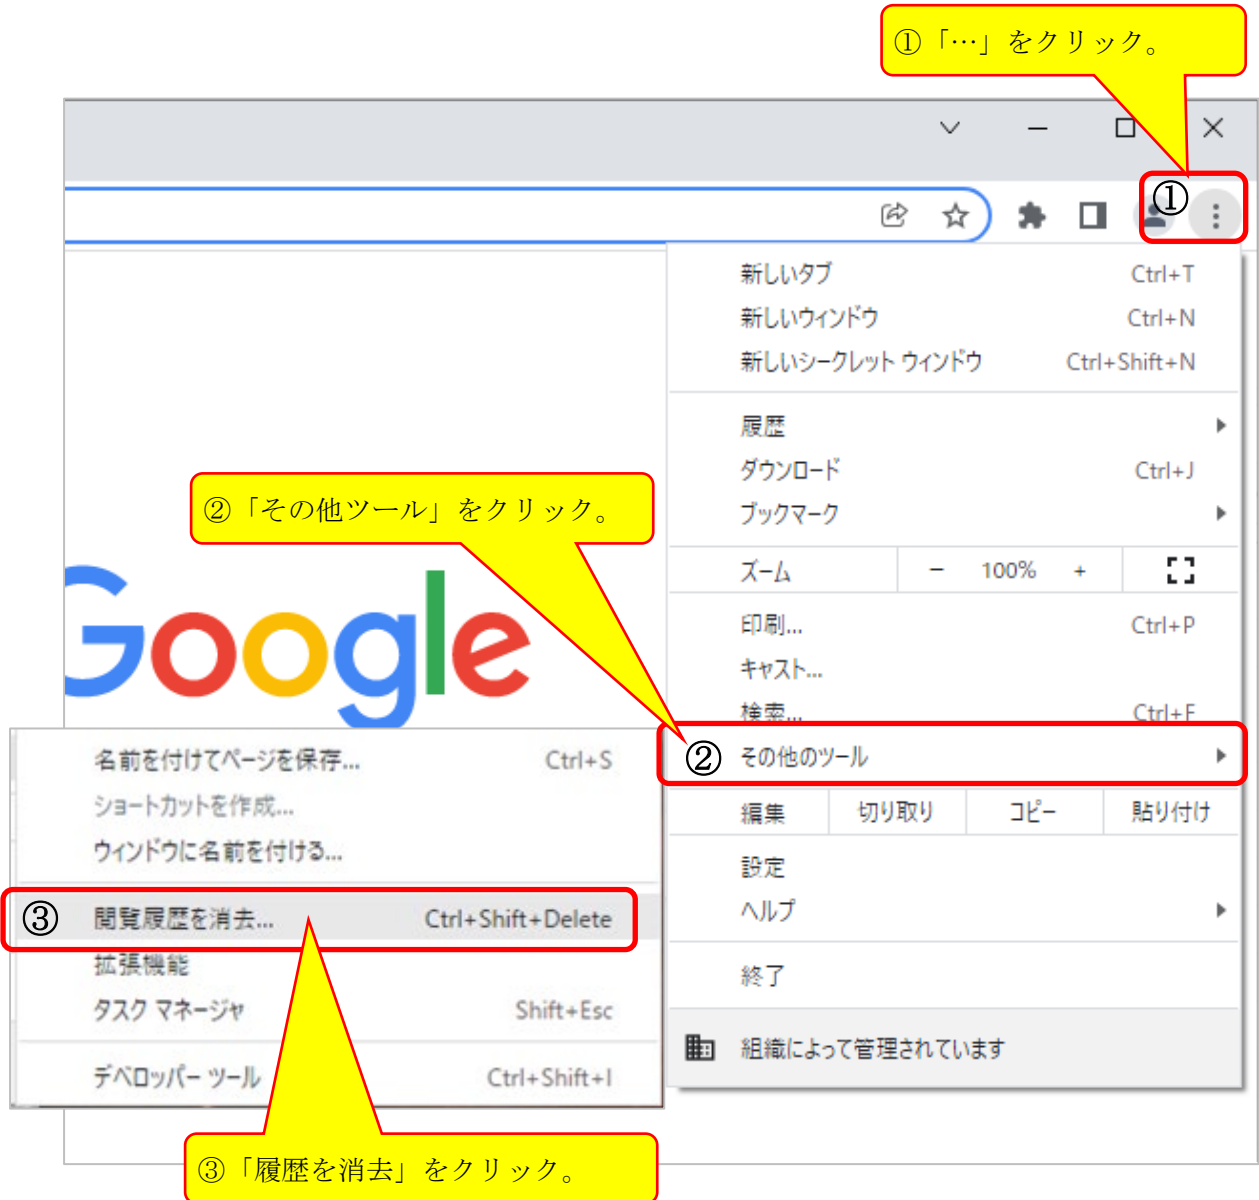 ①「…」をクリック。
①
新しいタブ Ctrl+T
新しいウィンドウ Ctrl+N
新しいシークレット ウィンドウ Ctrl+Shift+N
履歴
ダウンロード Ctrl+J
ブックマーク
②「その他ツール」をクリック。
ズーム － 100% +
Google
印刷... Ctrl+P
キャスト...
検索... Ctrl+F
② その他のツール
編集 切り取り コピー 貼り付け
設定
ヘルプ
終了
組織によって管理されています
名前を付けてページを保存... Ctrl+S
ショートカットを作成...
ウィンドウに名前を付ける...
③ 閲覧履歴を消去... Ctrl+Shift+Delete
拡張機能
タスク マネージャ Shift+Esc
デベロッパー ツール Ctrl+Shift+I
③「履歴を消去」をクリック。